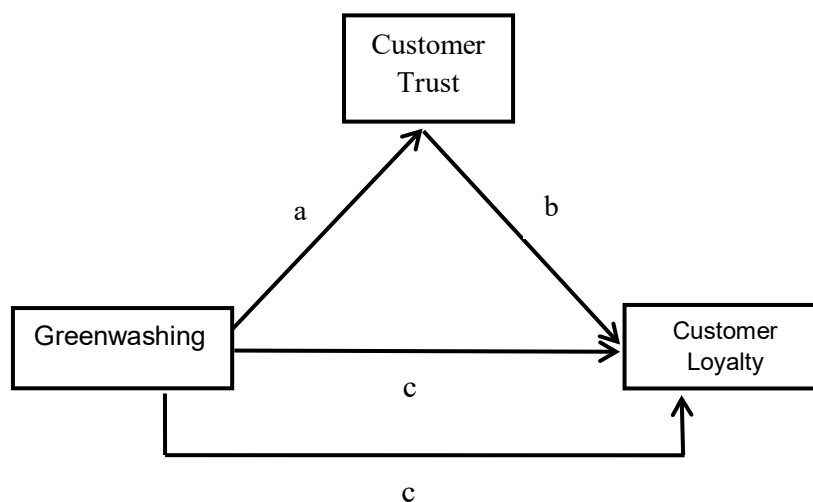 Customer
Trust
a
b
Greenwashing
Customer
Loyalty
c
c